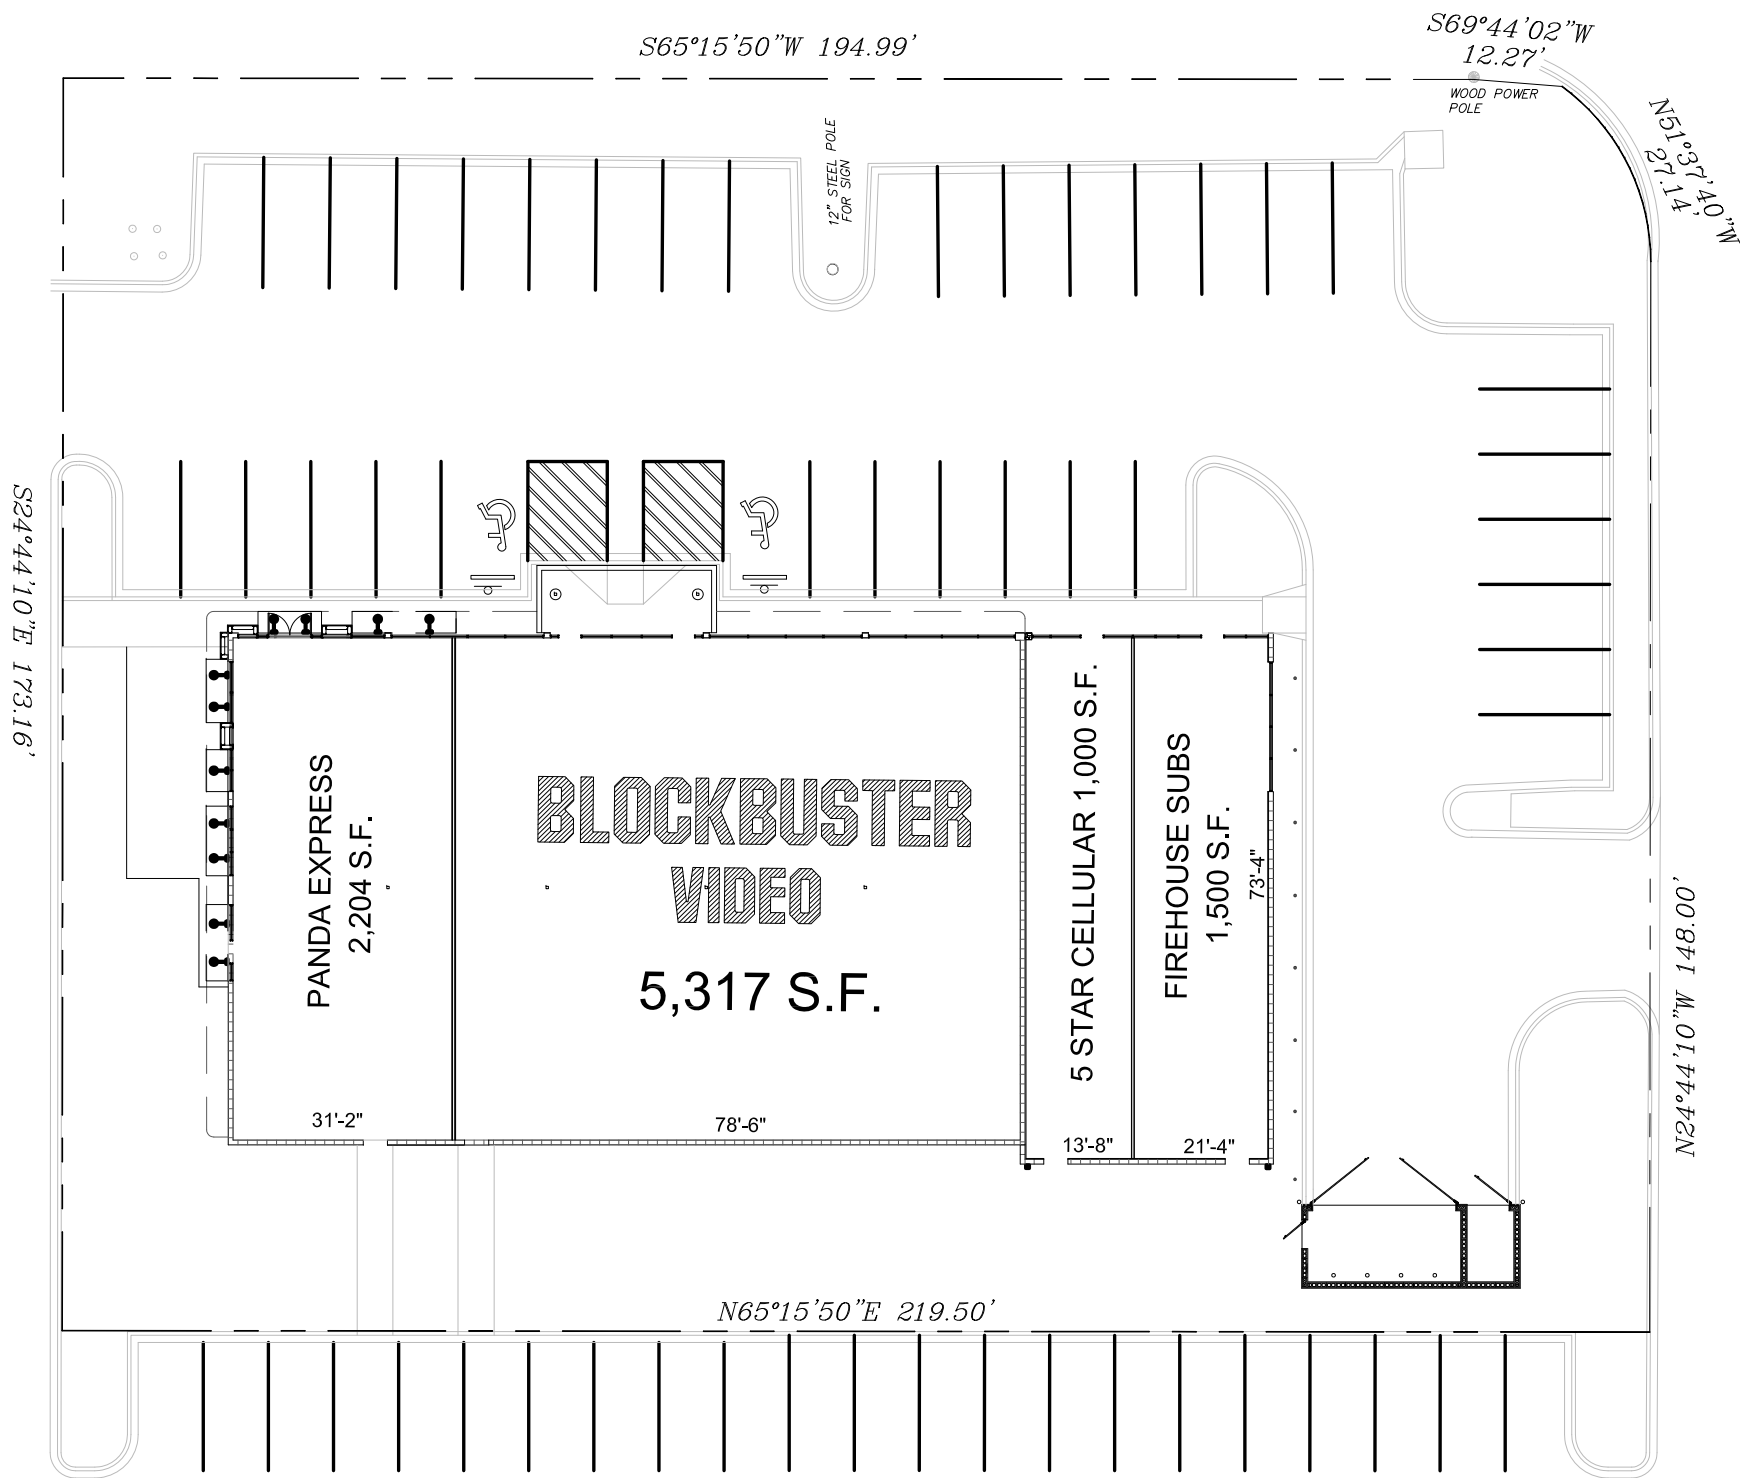 S65°15'50"W 194.99'
S69°44'02"W
12.27'
WOOD POWER
POLE
N51°37'40"W
27.14'
12" STEEL POLE
FOR SIGN
S24°44'10"E 173.16'
PANDA EXPRESS
2,204 S.F.
31'-2"
BLOCKBUSTER
VIDEO
5,317 S.F.
78'-6"
5 STAR CELLULAR 1,000 S.F.
13'-8"
FIREHOUSE SUBS
1,500 S.F.
73'-4"
21'-4"
N24°44'10"W 148.00'
N65°15'50"E 219.50'